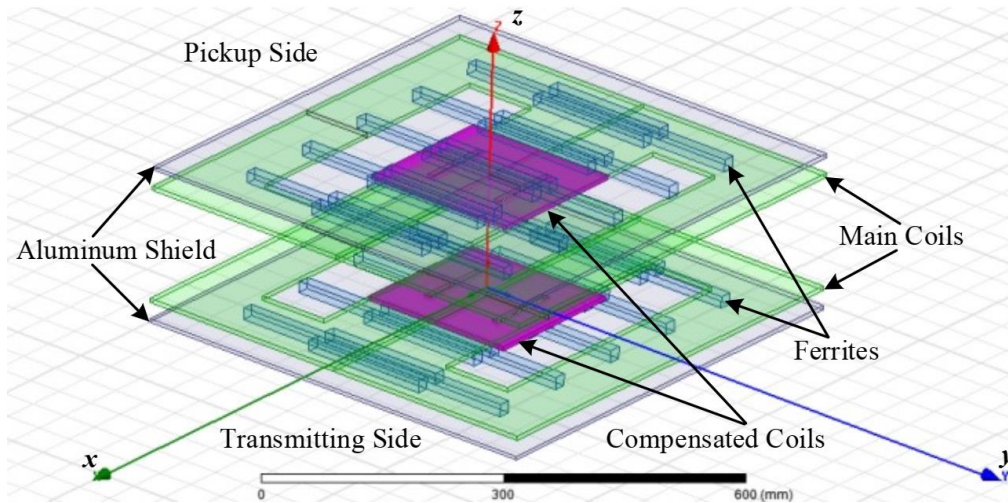 z
Pickup Side
Aluminum Shield
Main Coils
Ferrites
Transmitting Side
Compensated Coils
x
y
0
300
600 (mm)